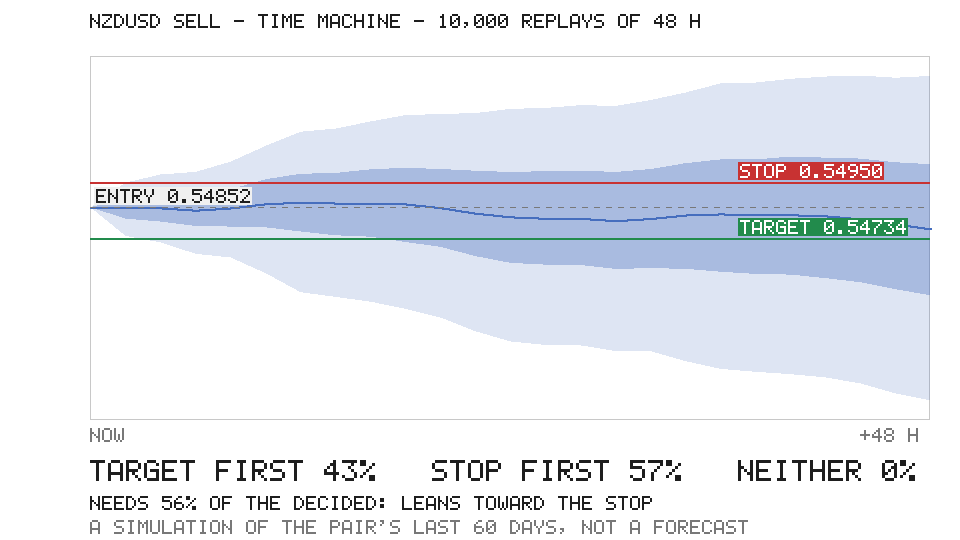 NZDUSD SELL - TIME MACHINE - 10,000 REPLAYS OF 48 H
STOP 0.54950
ENTRY 0.54852
TARGET 0.54734
NOW +48 H
TARGET FIRST 43% STOP FIRST 57% NEITHER 0%
NEEDS 56% OF THE DECIDED: LEANS TOWARD THE STOP
A SIMULATION OF THE PAIR'S LAST 60 DAYS, NOT A FORECAST